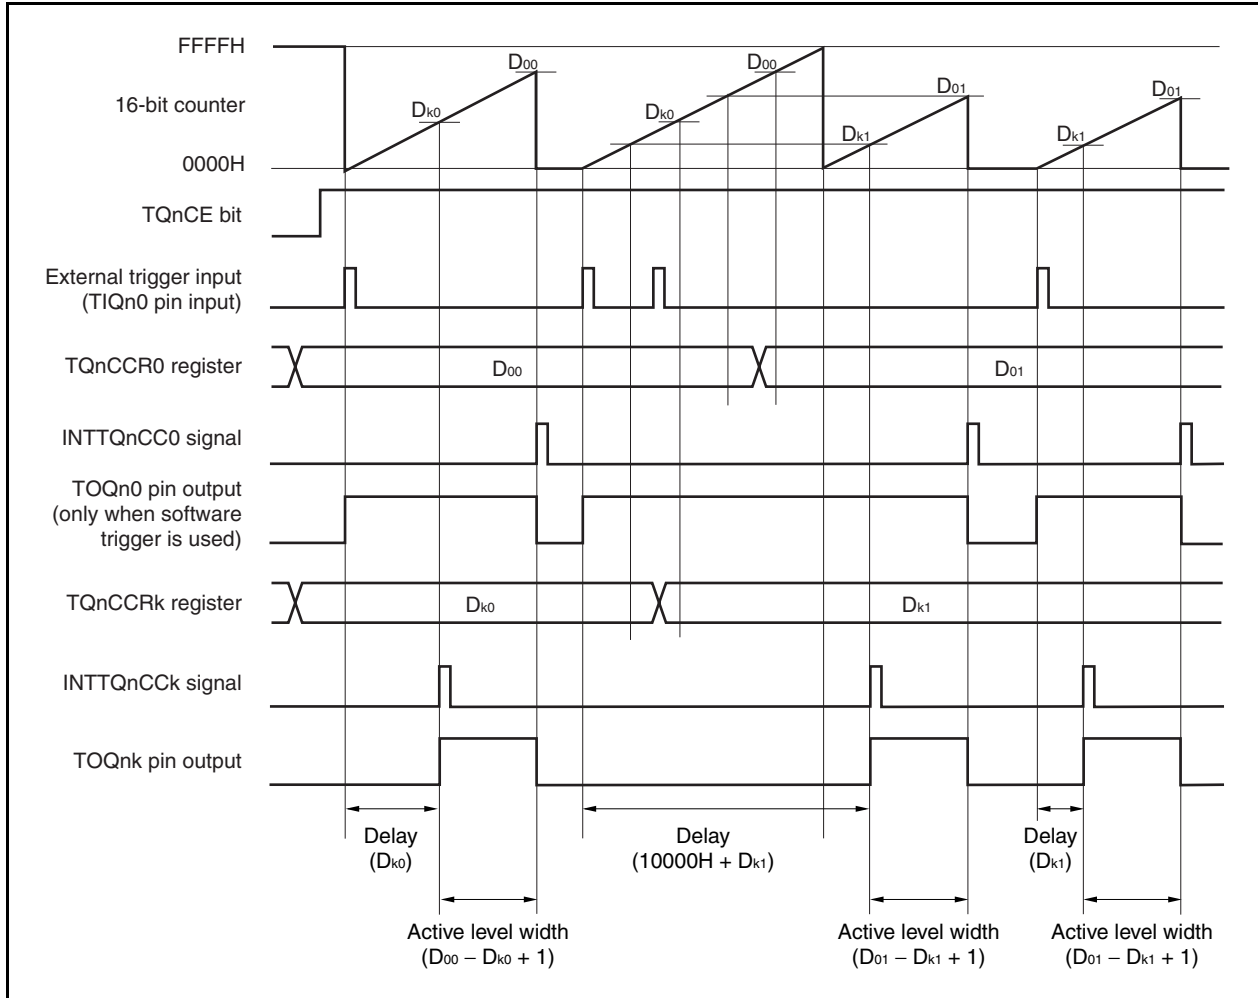 FFFFH
16-bit counter
0000H
D00
Dk0
D00
Dk0
D01
Dk1
D01
Dk1
TQnCE bit
External trigger input
(TIQn0 pin input)
TQnCCR0 register
D00
D01
INTTQnCC0 signal
TOQn0 pin output
(only when software
trigger is used)
TQnCCRk register
Dk0
Dk1
INTTQnCCk signal
TOQnk pin output
Delay
(Dk0)
Delay
(10000H + Dk1)
Delay
(Dk1)
Active level width
(D00 − Dk0 + 1)
Active level width
(D01 − Dk1 + 1)
Active level width
(D01 − Dk1 + 1)